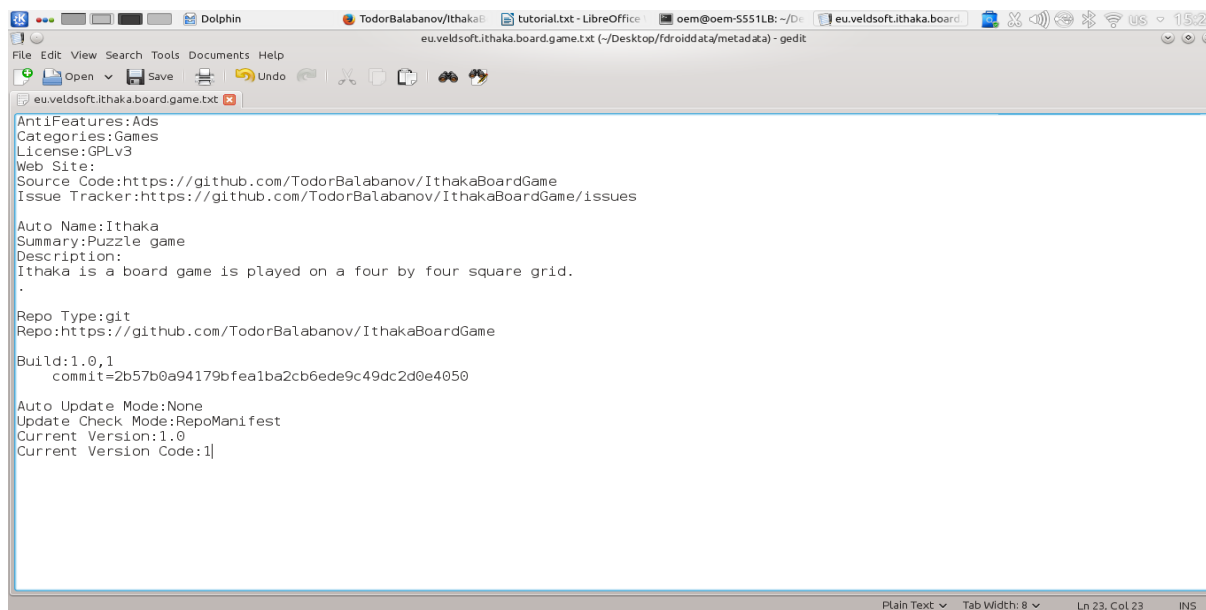 Dolphin TodorBalabanov/IthakaB tutorial.txt - LibreOffice oem@oem-S551LB: ~/De eu.veldsoft.ithaka.board. US 15:2
eu.veldsoft.ithaka.board.game.txt (~/Desktop/fdroiddata/metadata) - gedit
File Edit View Search Tools Documents Help
Open Save Undo
eu.veldsoft.ithaka.board.game.txt
AntiFeatures:Ads
Categories:Games
License:GPLv3
Web Site:
Source Code:https://github.com/TodorBalabanov/IthakaBoardGame
Issue Tracker:https://github.com/TodorBalabanov/IthakaBoardGame/issues
Auto Name:Ithaka
Summary:Puzzle game
Description:
Ithaka is a board game is played on a four by four square grid.
.
Repo Type:git
Repo:https://github.com/TodorBalabanov/IthakaBoardGame
Build:1.0,1
commit=2b57b0a94179bfea1ba2cb6ede9c49dc2d0e4050
Auto Update Mode:None
Update Check Mode:RepoManifest
Current Version:1.0
Current Version Code:1
Plain Text Tab Width: 8 Ln 23, Col 23 INS